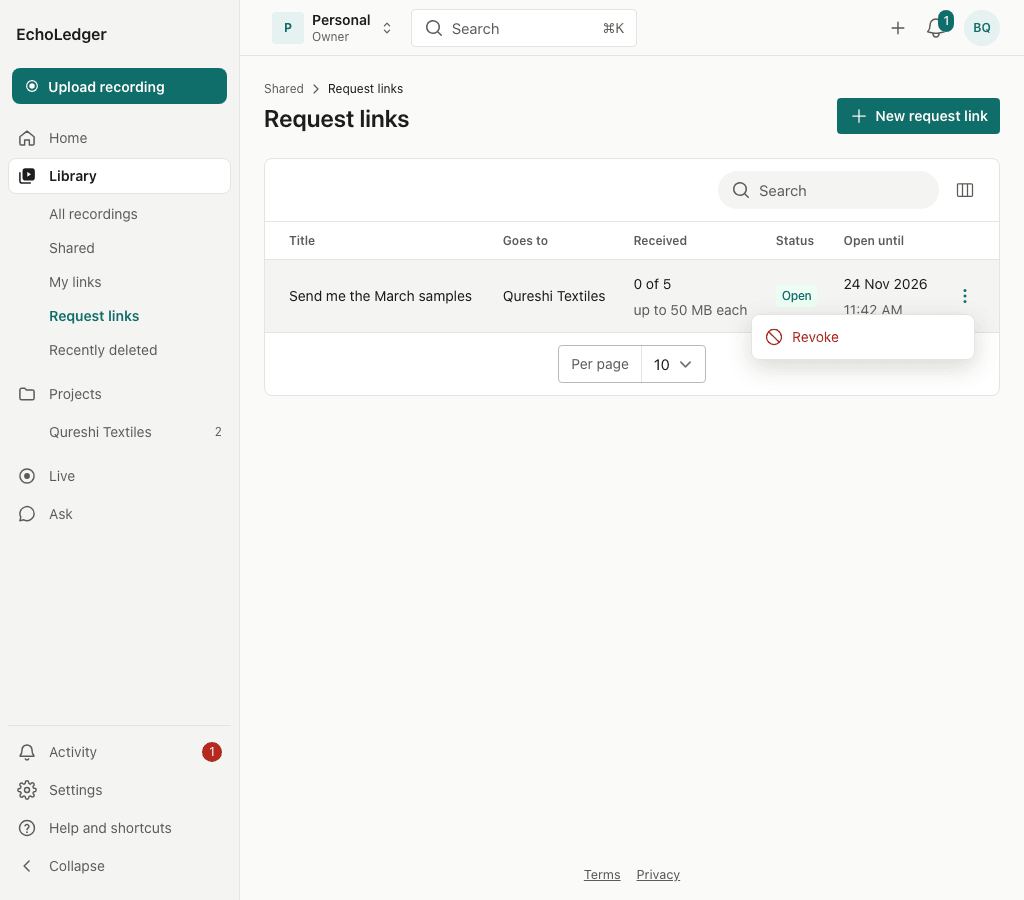 EchoLedger
Upload recording
Home
Library
All recordings
Shared
My links
Request links
Recently deleted
Projects
Qureshi Textiles 2
Live
Ask
Activity 1
Settings
Help and shortcuts
Collapse
P Personal
Owner
Search ⌘K
1
BQ
Shared > Request links
Request links
New request link
Search
Title Goes to Received Status Open until
Send me the March samples Qureshi Textiles 0 of 5 up to 50 MB each Open 24 Nov 2026 11:42 AM
Revoke
Per page 10
Terms Privacy